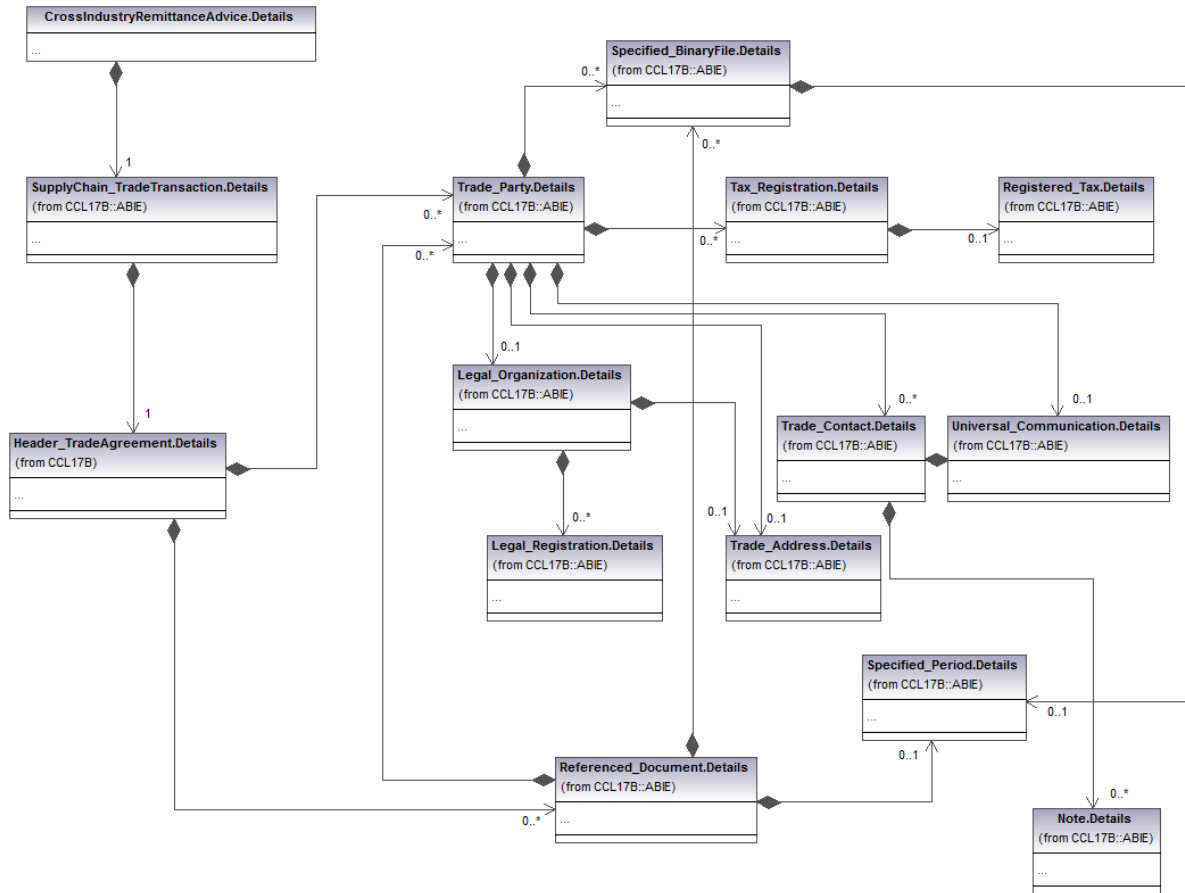 CrossIndustryRemittanceAdvice.Details
...
Specified_BinaryFile.Details
(from CCL17B::ABIE)
...
0..*
0..*
1
SupplyChain_TradeTransaction.Details
(from CCL17B::ABIE)
...
Trade_Party.Details
(from CCL17B::ABIE)
...
0..*
0..*
Tax_Registration.Details
(from CCL17B::ABIE)
...
0..*
Registered_Tax.Details
(from CCL17B::ABIE)
...
0..1
0..1
Legal_Organization.Details
(from CCL17B::ABIE)
...
1
Header_TradeAgreement.Details
(from CCL17B)
...
0..*
Trade_Contact.Details
(from CCL17B::ABIE)
...
0..1
Universal_Communication.Details
(from CCL17B::ABIE)
...
0..*
Legal_Registration.Details
(from CCL17B::ABIE)
...
0..1
0..1
Trade_Address.Details
(from CCL17B::ABIE)
...
Specified_Period.Details
(from CCL17B::ABIE)
...
0..1
0..1
Referenced_Document.Details
(from CCL17B::ABIE)
...
0..*
0..*
Note.Details
(from CCL17B::ABIE)
...